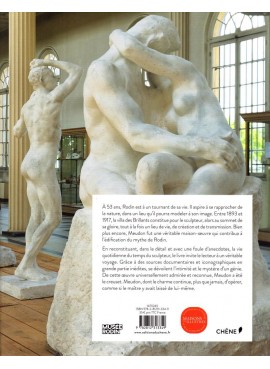 À 53 ans, Rodin est à un tournant de sa vie. Il aspire à se rapprocher de
la nature, dans un lieu qu'il pourra modeler à son image. Entre 1893 et
1917, la villa des Brillants constitue pour le sculpteur, alors au sommet de
sa gloire, tout à la fois un lieu de vie, de création et de transmission. Bien
plus encore, Meudon fut une véritable maison-œuvre qui contribua à
l'édification du mythe de Rodin.
En reconstituant, dans le détail et avec une foule d'anecdotes, la vie
quotidienne du temps du sculpteur, le livre invite le lecteur à un véritable
voyage. Grâce à des sources documentaires et iconographiques en
grande partie inédites, se dévoilent l'intimité et le mystère d'un génie.
De cette œuvre universellement admirée et reconnue, Meudon a été
le creuset. Meudon, dont le charme continue, plus que jamais, d'opérer,
comme si le maître y avait laissé de lui-même.
MUSÉE
RODIN
CHÊNE